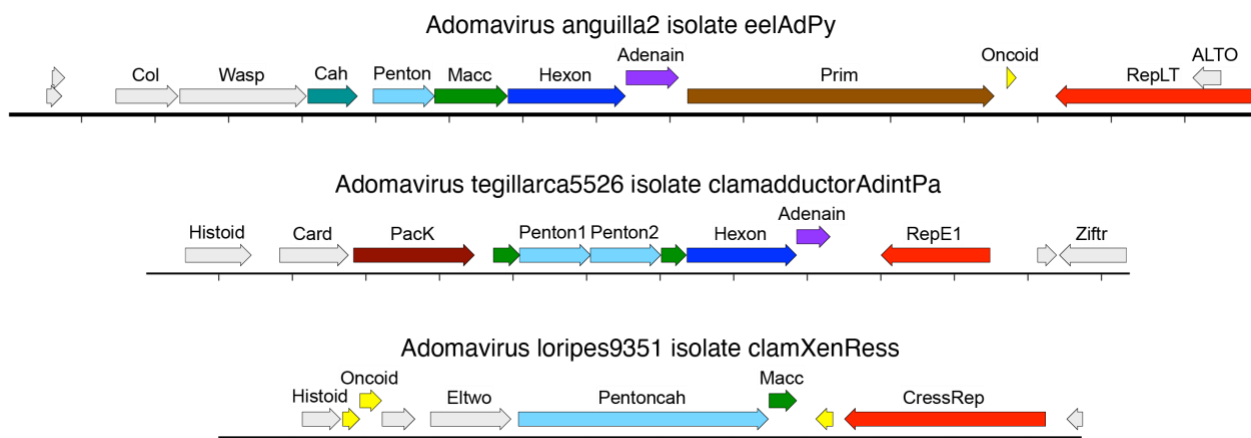 Adomavirus anguilla2 isolate eelAdPy
Adenain Oncoid ALTO
Col Wasp Cah Penton Macc Hexon Prim RepLT
Adomavirus tegillarca5526 isolate clamadductorAdintPa
Adenain
Histoid Card PacK Penton1 Penton2 Hexon RepE1 Ziftr
Adomavirus loripes9351 isolate clamXenRess
Oncoid Macc
Histoid Eltwo Pentoncah CressRep